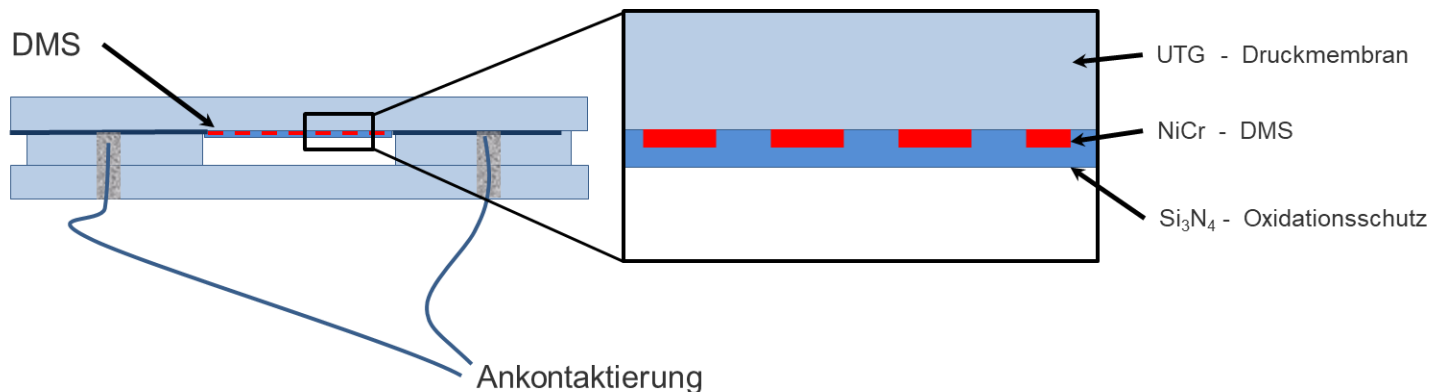 DMS
UTG - Druckmembran
NiCr - DMS
Si₃N₄ - Oxidationsschutz
Ankontaktierung